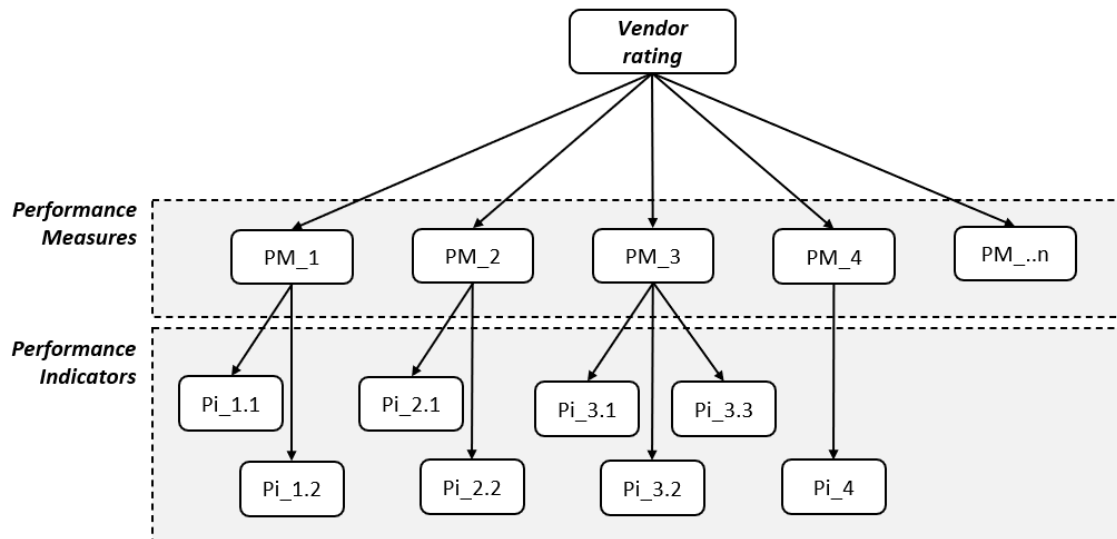 Vendor
rating
Performance
Measures
PM_1
PM_2
PM_3
PM_4
PM_..n
Performance
Indicators
Pi_1.1
Pi_2.1
Pi_3.1
Pi_3.3
Pi_1.2
Pi_2.2
Pi_3.2
Pi_4